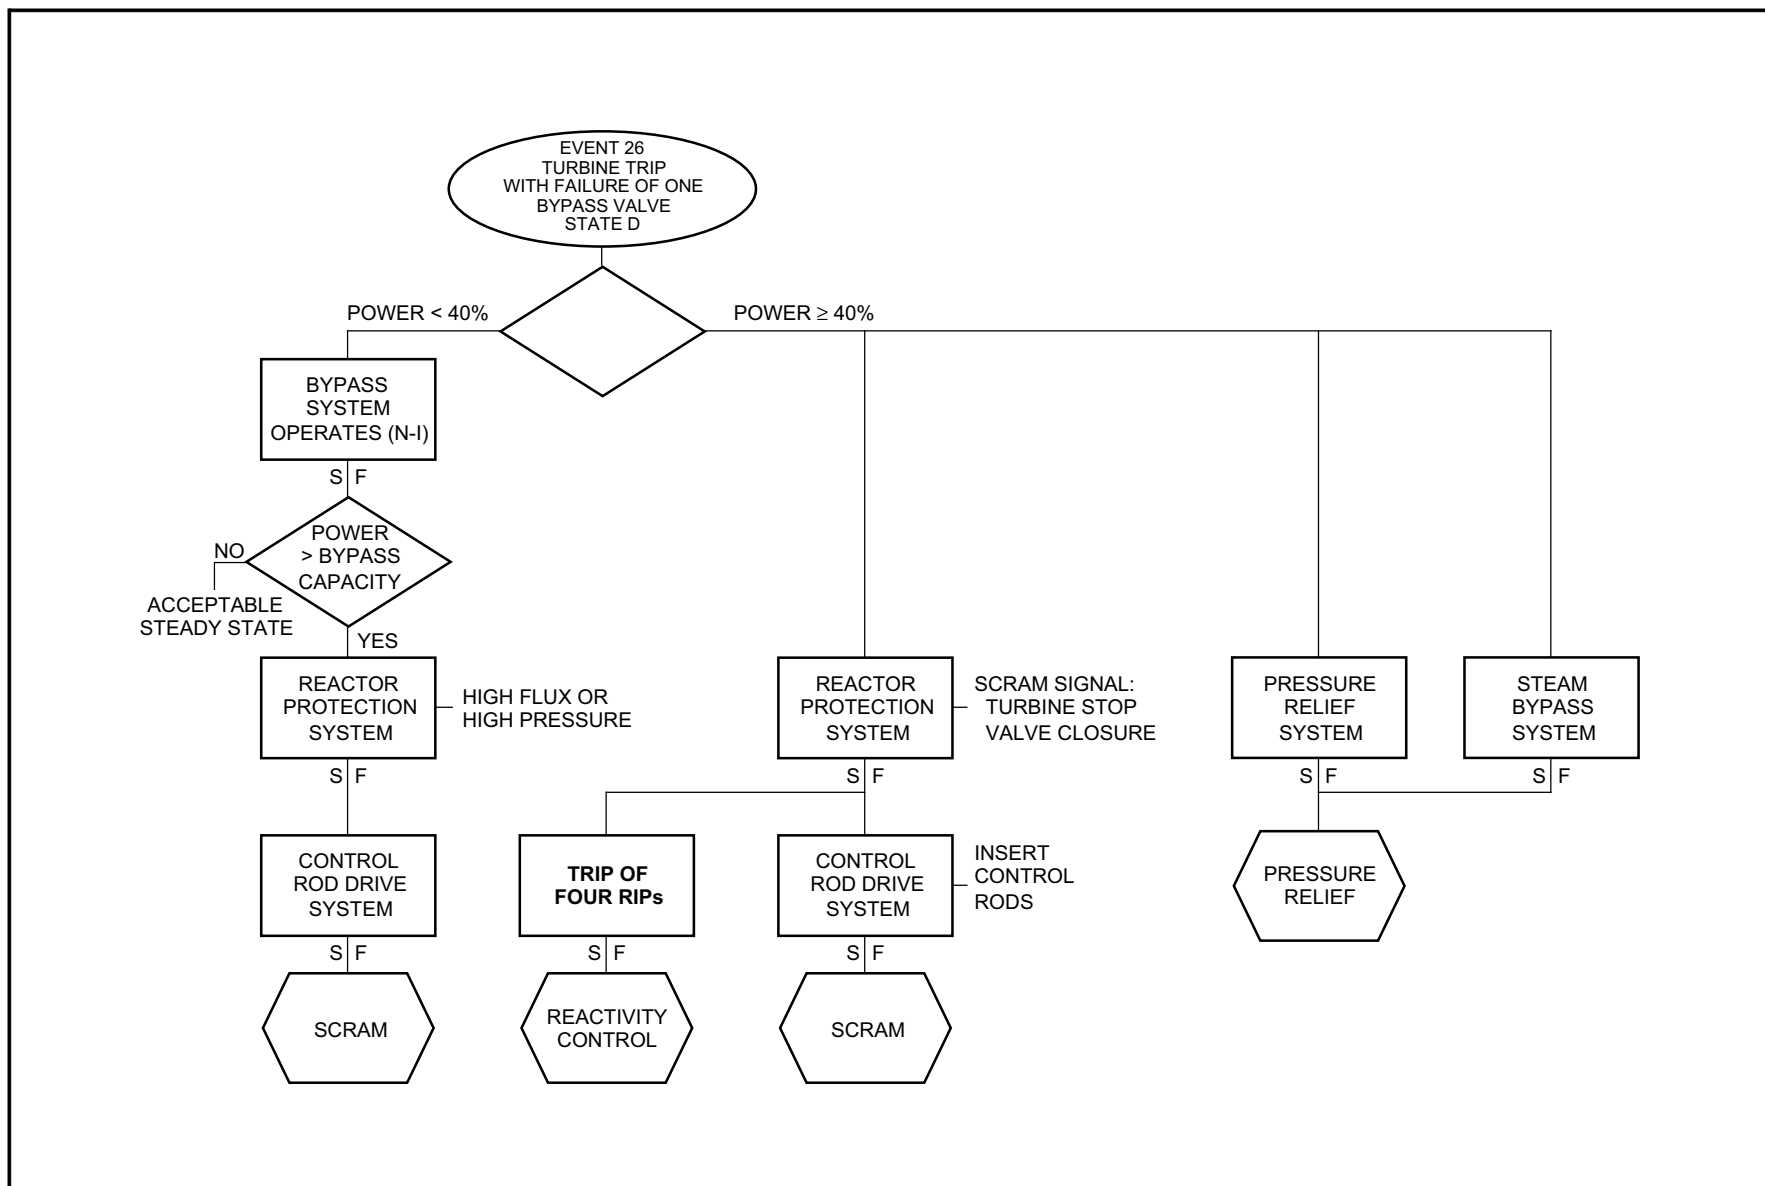 EVENT 26
TURBINE TRIP
WITH FAILURE OF ONE
BYPASS VALVE
STATE D
POWER < 40%
POWER ≥ 40%
BYPASS
SYSTEM
OPERATES (N-I)
S F
POWER
> BYPASS
CAPACITY
NO
ACCEPTABLE
STEADY STATE
YES
REACTOR
PROTECTION
SYSTEM
HIGH FLUX OR
HIGH PRESSURE
REACTOR
PROTECTION
SYSTEM
SCRAM SIGNAL:
TURBINE STOP
VALVE CLOSURE
PRESSURE
RELIEF
SYSTEM
STEAM
BYPASS
SYSTEM
S F
S F
S F
S F
CONTROL
ROD DRIVE
SYSTEM
TRIP OF
FOUR RIPs
CONTROL
ROD DRIVE
SYSTEM
INSERT
CONTROL
RODS
PRESSURE
RELIEF
S F
S F
S F
SCRAM
REACTIVITY
CONTROL
SCRAM